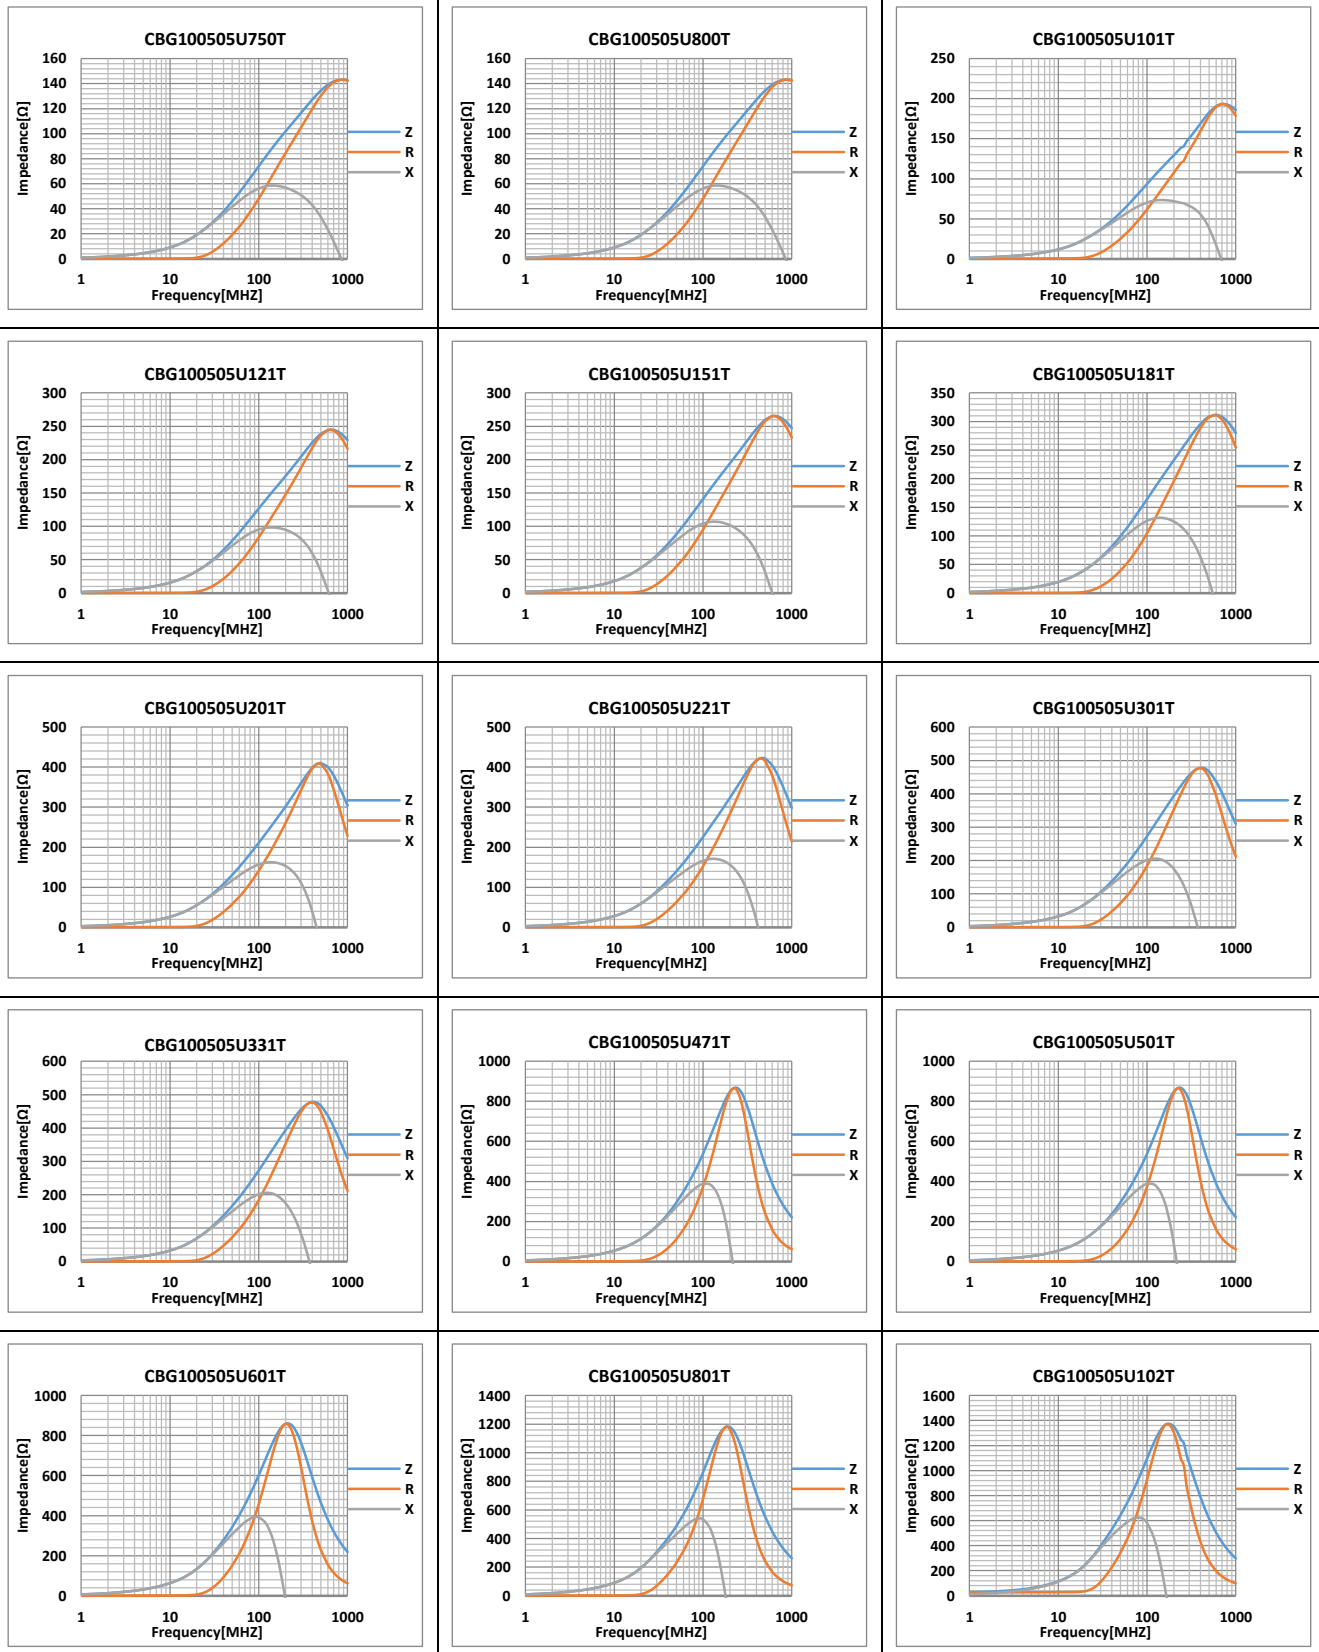 CBG100505U750T
Impedance[Ω]
160
140
120
100
80
60
40
20
0
1 10 100 1000
Frequency[MHZ]
Z
R
X
CBG100505U800T
Impedance[Ω]
160
140
120
100
80
60
40
20
0
1 10 100 1000
Frequency[MHZ]
Z
R
X
CBG100505U101T
Impedance[Ω]
250
200
150
100
50
0
1 10 100 1000
Frequency[MHZ]
Z
R
X
CBG100505U121T
Impedance[Ω]
300
250
200
150
100
50
0
1 10 100 1000
Frequency[MHZ]
Z
R
X
CBG100505U151T
Impedance[Ω]
300
250
200
150
100
50
0
1 10 100 1000
Frequency[MHZ]
Z
R
X
CBG100505U181T
Impedance[Ω]
350
300
250
200
150
100
50
0
1 10 100 1000
Frequency[MHZ]
Z
R
X
CBG100505U201T
Impedance[Ω]
500
400
300
200
100
0
1 10 100 1000
Frequency[MHZ]
Z
R
X
CBG100505U221T
Impedance[Ω]
500
400
300
200
100
0
1 10 100 1000
Frequency[MHZ]
Z
R
X
CBG100505U301T
Impedance[Ω]
600
500
400
300
200
100
0
1 10 100 1000
Frequency[MHZ]
Z
R
X
CBG100505U331T
Impedance[Ω]
600
500
400
300
200
100
0
1 10 100 1000
Frequency[MHZ]
Z
R
X
CBG100505U471T
Impedance[Ω]
1000
800
600
400
200
0
1 10 100 1000
Frequency[MHZ]
Z
R
X
CBG100505U501T
Impedance[Ω]
1000
800
600
400
200
0
1 10 100 1000
Frequency[MHZ]
Z
R
X
CBG100505U601T
Impedance[Ω]
1000
800
600
400
200
0
1 10 100 1000
Frequency[MHZ]
Z
R
X
CBG100505U801T
Impedance[Ω]
1400
1200
1000
800
600
400
200
0
1 10 100 1000
Frequency[MHZ]
Z
R
X
CBG100505U102T
Impedance[Ω]
1600
1400
1200
1000
800
600
400
200
0
1 10 100 1000
Frequency[MHZ]
Z
R
X